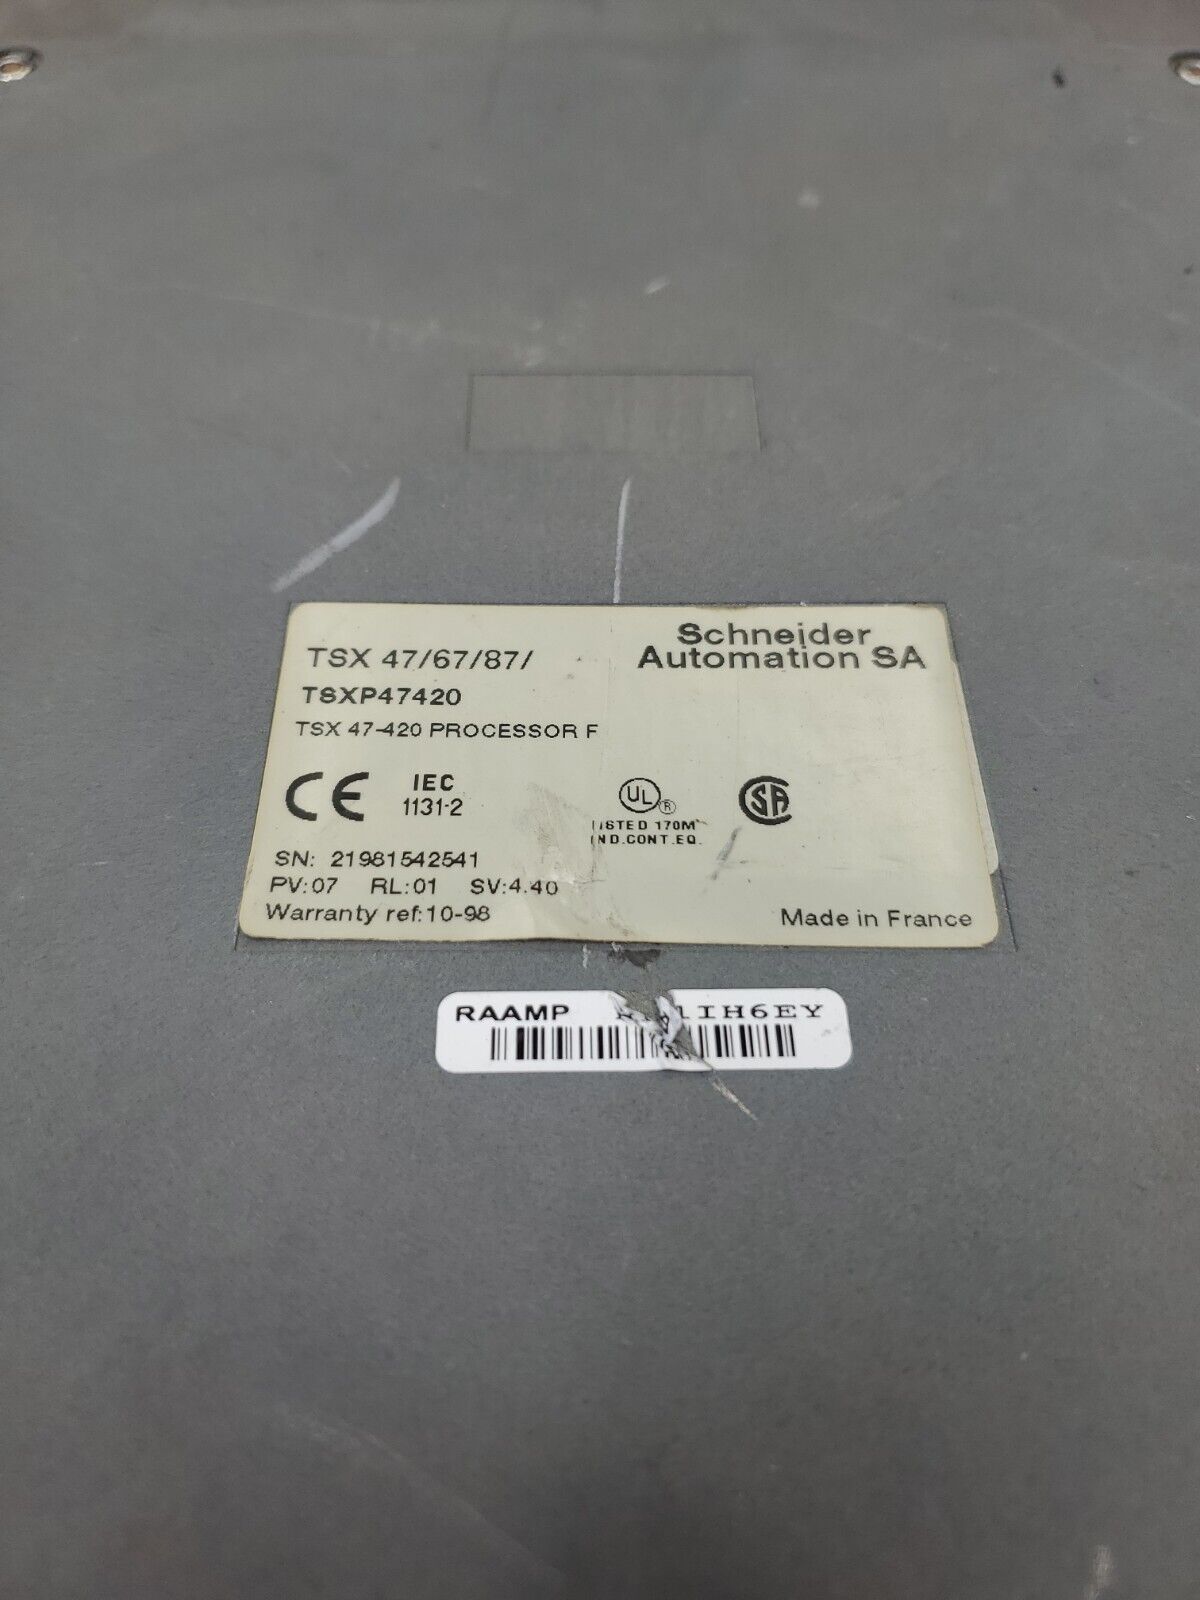 TSX 47/67/87/
Schneider
Automation SA
TSXP47420
TSX 47-420 PROCESSOR F
CE
IEC
1131-2
UL
®
LISTED 170M
IND.CONT.EQ.
SA
SN: 21981542541
PV:07 RL:01 SV:4.40
Warranty ref:10-98
Made in France
RAAMP